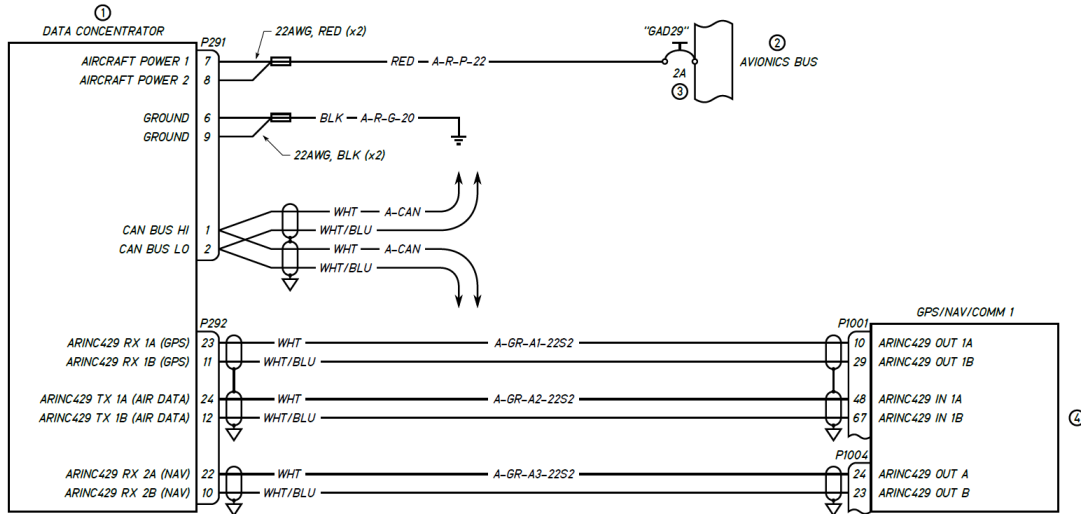 1
DATA CONCENTRATOR
P291
22AWG, RED (x2)
"GAD29"
2
AVIONICS BUS
AIRCRAFT POWER 1 7 RED A-R-P-22
2A
AIRCRAFT POWER 2 8
3
GROUND 6 BLK A-R-G-20
GROUND 9
22AWG, BLK (x2)
WHT A-CAN
CAN BUS HI 1 WHT/BLU
CAN BUS LO 2 WHT A-CAN
WHT/BLU
GPS/NAV/COMM 1
P292 P1001
ARINC429 RX 1A (GPS) 23 WHT A-GR-A1-22S2 10 ARINC429 OUT 1A
ARINC429 RX 1B (GPS) 11 WHT/BLU 29 ARINC429 OUT 1B
ARINC429 TX 1A (AIR DATA) 24 WHT A-GR-A2-22S2 48 ARINC429 IN 1A
ARINC429 TX 1B (AIR DATA) 12 WHT/BLU 67 ARINC429 IN 1B
4
P1004
ARINC429 RX 2A (NAV) 22 WHT A-GR-A3-22S2 24 ARINC429 OUT A
ARINC429 RX 2B (NAV) 10 WHT/BLU 23 ARINC429 OUT B